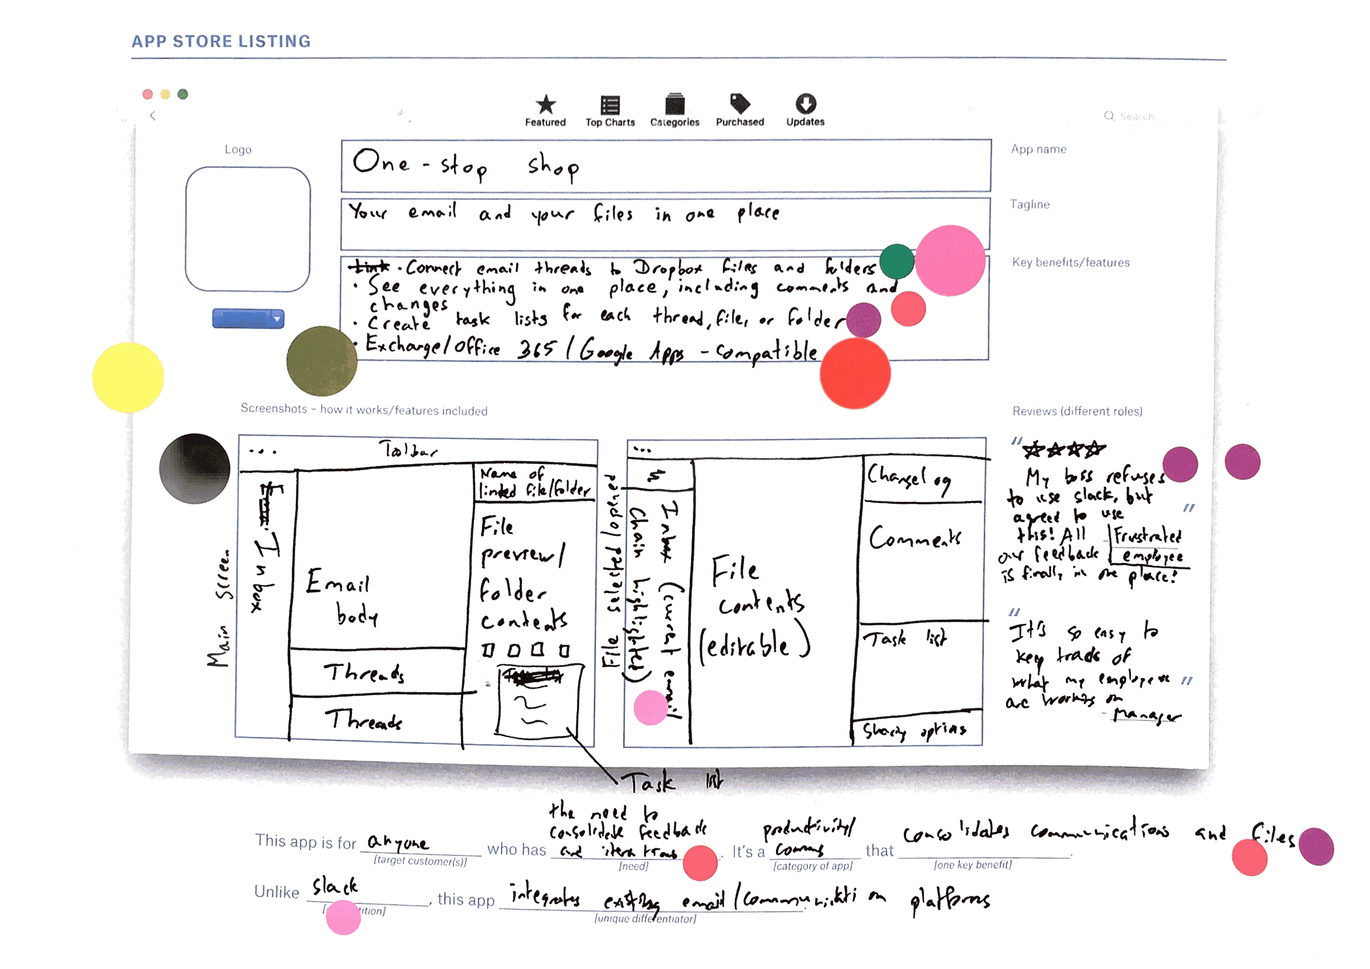 APP STORE LISTING
Featured
Top Charts
Categories
Purchased
Updates
Search
Logo
One-stop shop
App name
Your email and your files in one place
Tagline
Key benefits/features
· Connect email threads to Dropbox files and folders
· See everything in one place, including comments and
changes
· Create task lists for each thread, file, or folder
· Exchange/Office 365 / Google Apps - compatible
Screenshots – how it works/features included
Reviews (different roles)
Main Screen
... Toolbar
Inbox
Email
body
Threads
Threads
Name of
linked file/folder
File
preview/
folder
contents
Task list
File selected/opened
...
Inbox (current email
chain highlighted)
File
contents
(editable)
Changelog
Comments
Task list
Sharing options
"
My boss refuses
to use slack, but
agreed to use "
this! All
our feedback
is finally in one place!
Frustrated
employee
"
It's so easy to
keep track of
what my employees "
are working on
- Manager
This app is for anyone who has the need to consolidate feedback and iterations. It's a productivity/comms that consolidates communications and files.
[target customer(s)] [need] [category of app] [one key benefit]
Unlike slack, this app integrates existing email/communication platforms
[unique differentiator]